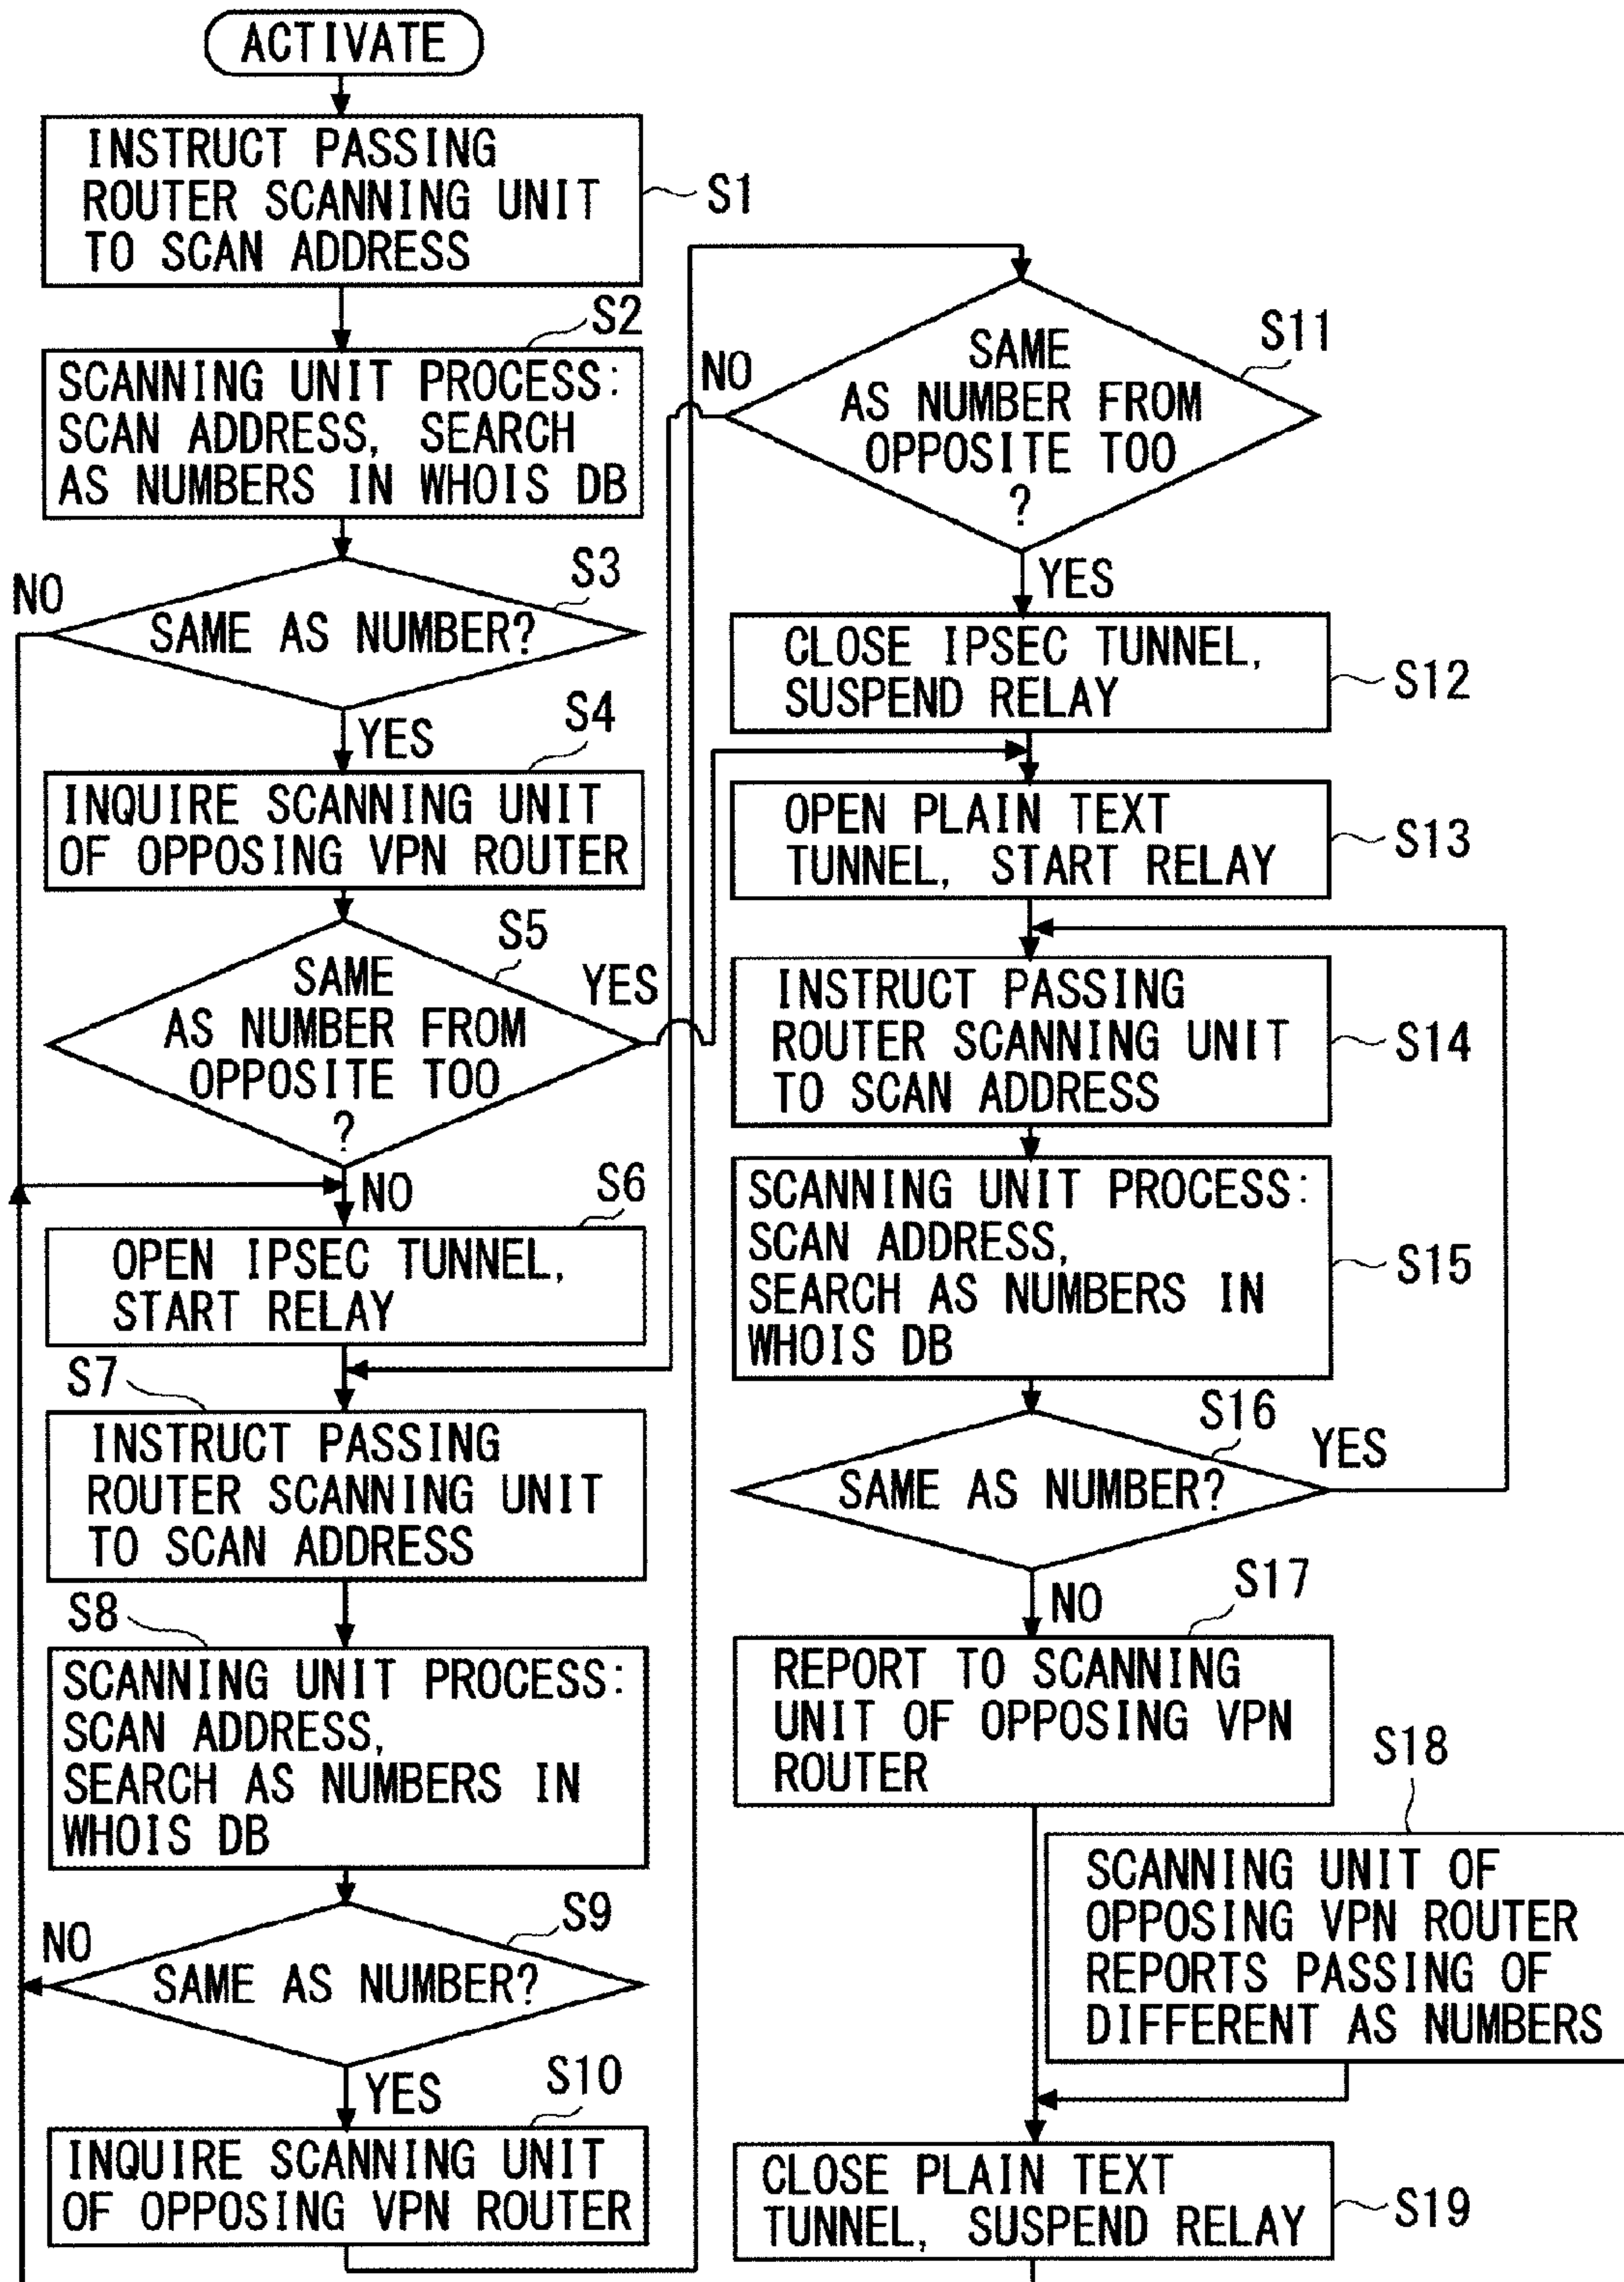 ACTIVATE
INSTRUCT PASSING
ROUTER SCANNING UNIT
TO SCAN ADDRESS
S1
S2
SCANNING UNIT PROCESS:
SCAN ADDRESS, SEARCH
AS NUMBERS IN WHOIS DB
S3
NO
SAME AS NUMBER?
YES
S4
INQUIRE SCANNING UNIT
OF OPPOSING VPN ROUTER
S5
SAME
AS NUMBER FROM
OPPOSITE TOO
?
YES
NO
S6
OPEN IPSEC TUNNEL,
START RELAY
S7
INSTRUCT PASSING
ROUTER SCANNING UNIT
TO SCAN ADDRESS
S8
SCANNING UNIT PROCESS:
SCAN ADDRESS,
SEARCH AS NUMBERS IN
WHOIS DB
S9
NO
SAME AS NUMBER?
YES
S10
INQUIRE SCANNING UNIT
OF OPPOSING VPN ROUTER
S11
NO
SAME
AS NUMBER FROM
OPPOSITE TOO
?
YES
CLOSE IPSEC TUNNEL,
SUSPEND RELAY
S12
OPEN PLAIN TEXT
TUNNEL, START RELAY
S13
INSTRUCT PASSING
ROUTER SCANNING UNIT
TO SCAN ADDRESS
S14
SCANNING UNIT PROCESS:
SCAN ADDRESS,
SEARCH AS NUMBERS IN
WHOIS DB
S15
S16
YES
SAME AS NUMBER?
NO
S17
REPORT TO SCANNING
UNIT OF OPPOSING VPN
ROUTER
S18
SCANNING UNIT OF
OPPOSING VPN ROUTER
REPORTS PASSING OF
DIFFERENT AS NUMBERS
CLOSE PLAIN TEXT
TUNNEL, SUSPEND RELAY
S19